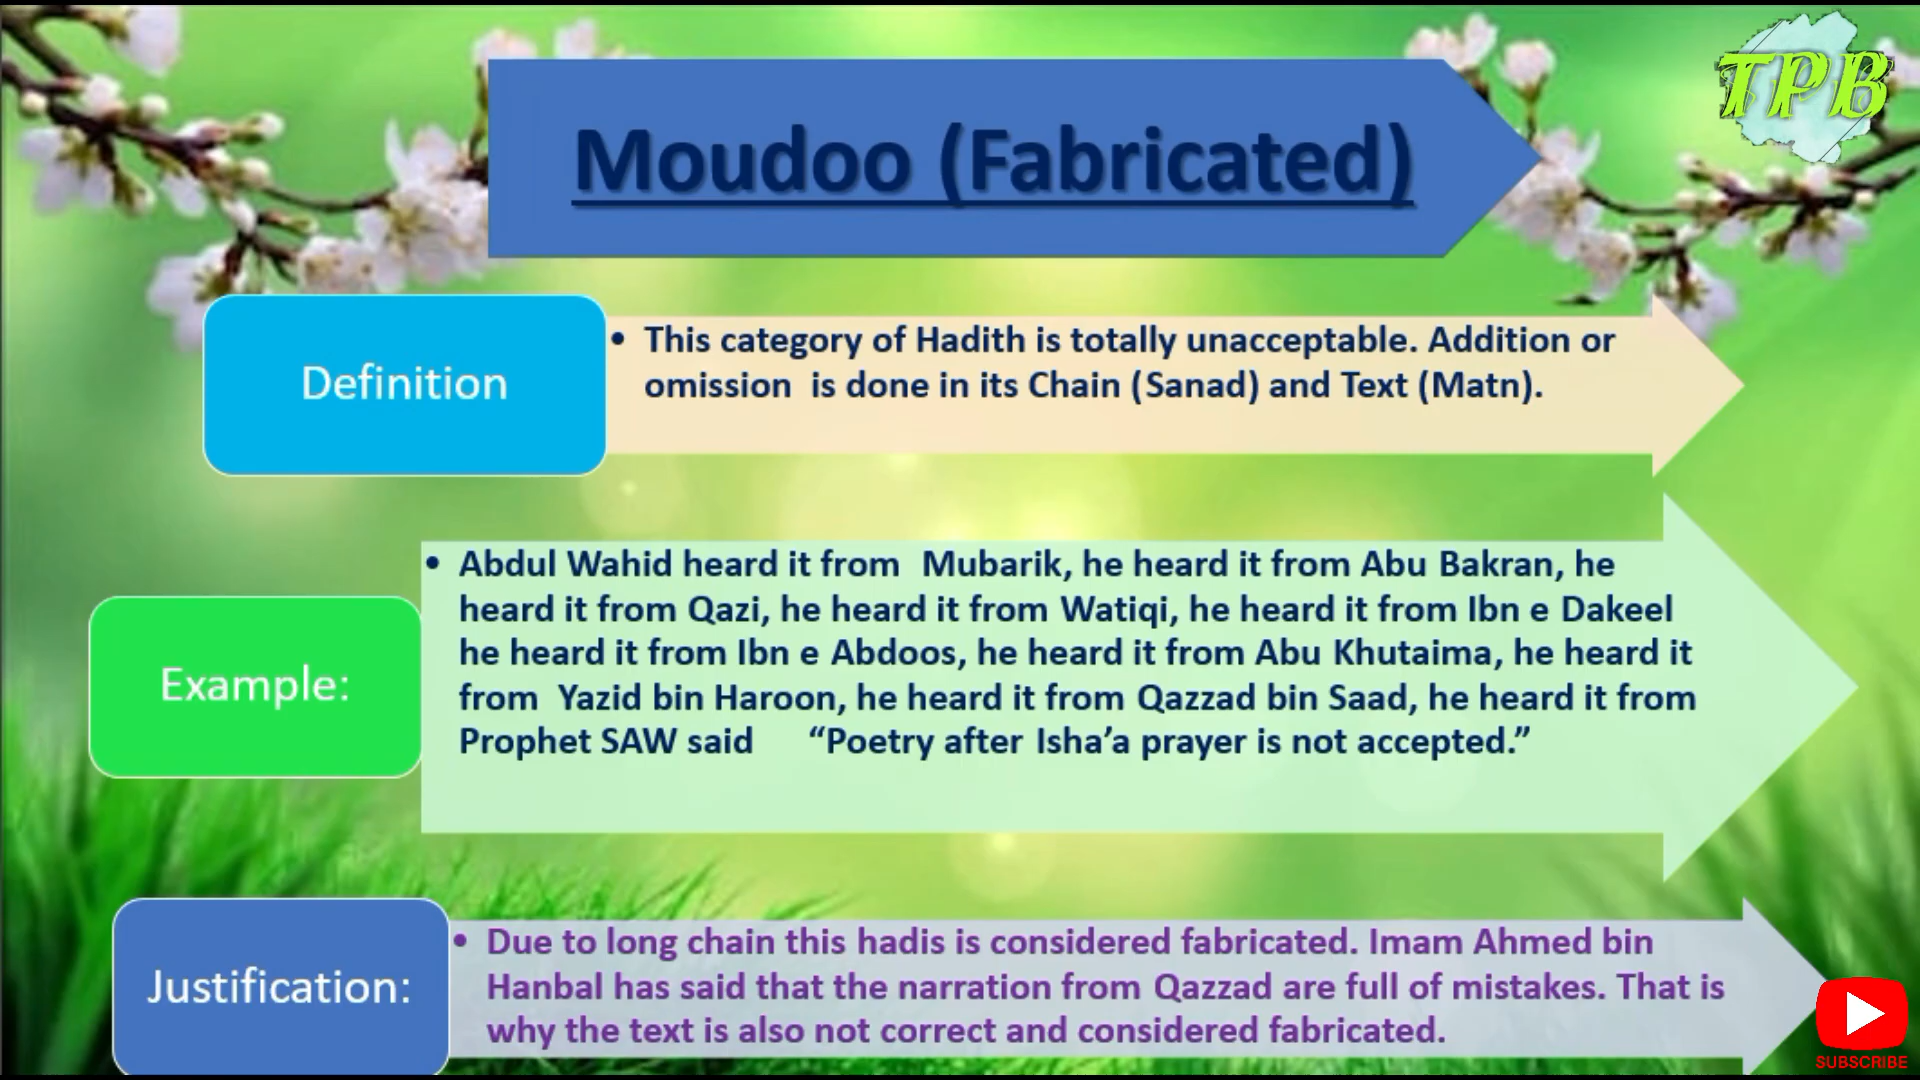 TPB
Moudoo (Fabricated)
Definition
• This category of Hadith is totally unacceptable. Addition or
omission is done in its Chain (Sanad) and Text (Matn).
Example:
• Abdul Wahid heard it from Mubarik, he heard it from Abu Bakran, he
heard it from Qazi, he heard it from Watiqi, he heard it from Ibn e Dakeel
he heard it from Ibn e Abdoos, he heard it from Abu Khutaima, he heard it
from Yazid bin Haroon, he heard it from Qazzad bin Saad, he heard it from
Prophet SAW said “Poetry after Isha’a prayer is not accepted.”
Justification:
• Due to long chain this hadis is considered fabricated. Imam Ahmed bin
Hanbal has said that the narration from Qazzad are full of mistakes. That is
why the text is also not correct and considered fabricated.
SUBSCRIBE